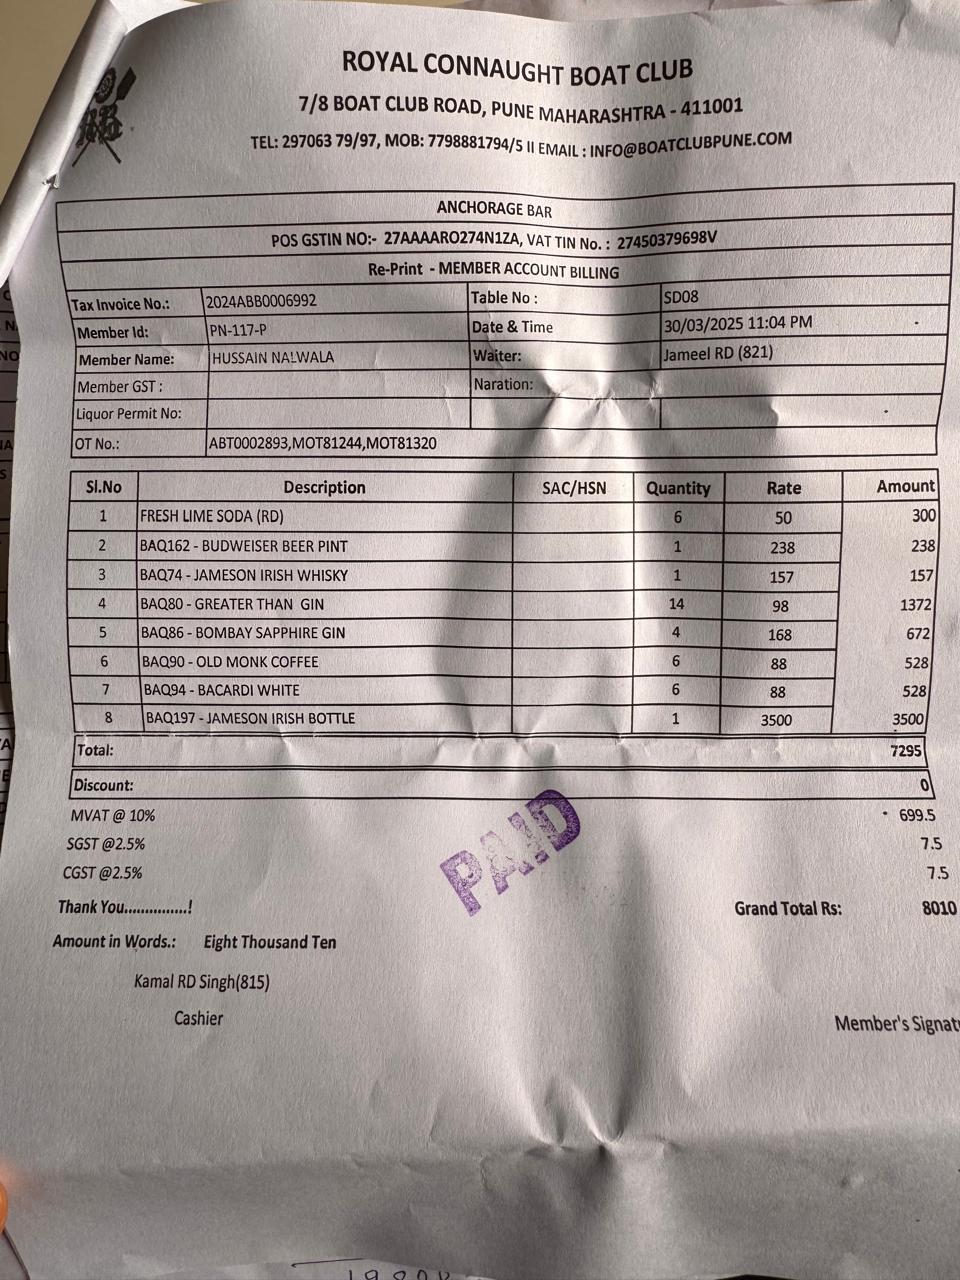 ROYAL CONNAUGHT BOAT CLUB
7/8 BOAT CLUB ROAD, PUNE MAHARASHTRA - 411001
TEL: 297063 79/97, MOB: 7798881794/5 II EMAIL : INFO@BOATCLUBPUNE.COM
ANCHORAGE BAR
POS GSTIN NO:- 27AAAARO274N1ZA, VAT TIN No. : 27450379698V
Re-Print - MEMBER ACCOUNT BILLING
Tax Invoice No.: 2024ABB0006992 Table No : SD08
Member Id: PN-117-P Date & Time 30/03/2025 11:04 PM
Member Name: HUSSAIN NALWALA Waiter: Jameel RD (821)
Member GST : Naration:
Liquor Permit No:
OT No.: ABT0002893,MOT81244,MOT81320
Sl.No Description SAC/HSN Quantity Rate Amount
1 FRESH LIME SODA (RD) 6 50 300
2 BAQ162 - BUDWEISER BEER PINT 1 238 238
3 BAQ74 - JAMESON IRISH WHISKY 1 157 157
4 BAQ80 - GREATER THAN GIN 14 98 1372
5 BAQ86 - BOMBAY SAPPHIRE GIN 4 168 672
6 BAQ90 - OLD MONK COFFEE 6 88 528
7 BAQ94 - BACARDI WHITE 6 88 528
8 BAQ197 - JAMESON IRISH BOTTLE 1 3500 3500
Total: 7295
Discount: 0
MVAT @ 10% 699.5
SGST @2.5% 7.5
CGST @2.5% 7.5
PAID
Thank You...............! Grand Total Rs: 8010
Amount in Words.: Eight Thousand Ten
Kamal RD Singh(815)
Cashier
Member's Signat